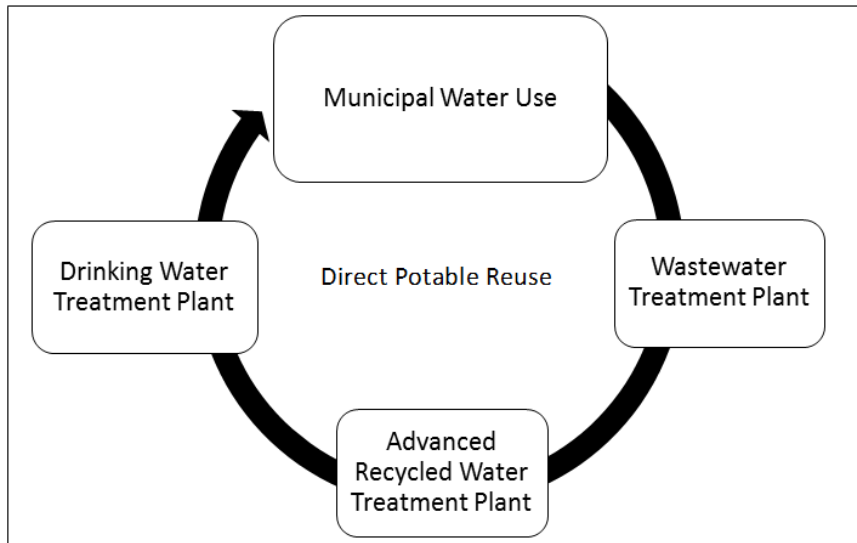 Municipal Water Use
Drinking Water
Treatment Plant
Direct Potable Reuse
Wastewater
Treatment Plant
Advanced
Recycled Water
Treatment Plant